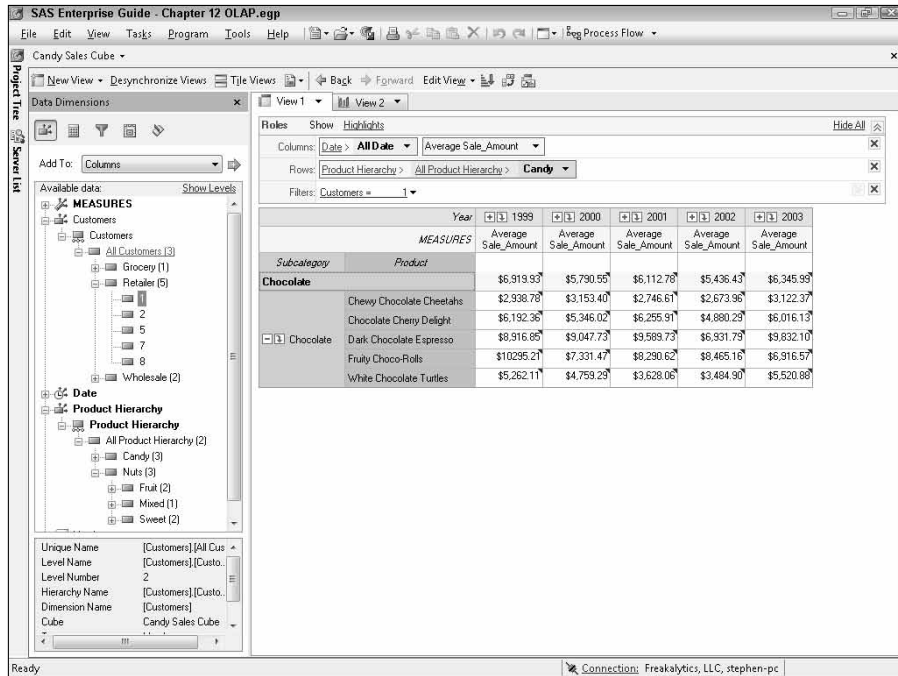 SAS Enterprise Guide - Chapter 12 OLAP.egp
File Edit View Tasks Program Tools Help Beg Process Flow
Candy Sales Cube
Project Tree
Server List
New View Desynchronize Views Tile Views Back Forward Edit View
Data Dimensions
Add To: Columns
Available data: Show Levels
MEASURES
Customers
Customers
All Customers (3)
Grocery (1)
Retailer (5)
1
2
5
7
8
Wholesale (2)
Date
Product Hierarchy
Product Hierarchy
All Product Hierarchy (2)
Candy (3)
Nuts (3)
Fruit (2)
Mixed (1)
Sweet (2)
Unique Name [Customers].[All Cus
Level Name [Customers].[Custo..
Level Number 2
Hierarchy Name [Customers].[Custo..
Dimension Name [Customers]
Cube Candy Sales Cube
View 1 View 2
Roles Show Highlights Hide All
Columns: Date > All Date Average Sale_Amount
Rows: Product Hierarchy > All Product Hierarchy > Candy
Filters: Customers = 1
Year 1999 2000 2001 2002 2003
MEASURES Average Sale_Amount Average Sale_Amount Average Sale_Amount Average Sale_Amount Average Sale_Amount
Subcategory Product
Chocolate $6,919.93 $5,790.55 $6,112.78 $5,436.43 $6,345.99
Chewy Chocolate Cheetahs $2,938.78 $3,153.40 $2,746.61 $2,673.96 $3,122.37
Chocolate Cherry Delight $6,192.36 $5,346.02 $6,255.91 $4,880.29 $6,016.13
Chocolate Dark Chocolate Espresso $8,916.85 $9,047.73 $9,589.73 $6,931.79 $9,832.10
Fruity Choco-Rolls $10295.21 $7,331.47 $8,290.62 $8,465.16 $6,916.57
White Chocolate Turtles $5,262.11 $4,759.29 $3,628.06 $3,484.90 $5,520.88
Ready Connection: Freakalytics, LLC, stephen-pc